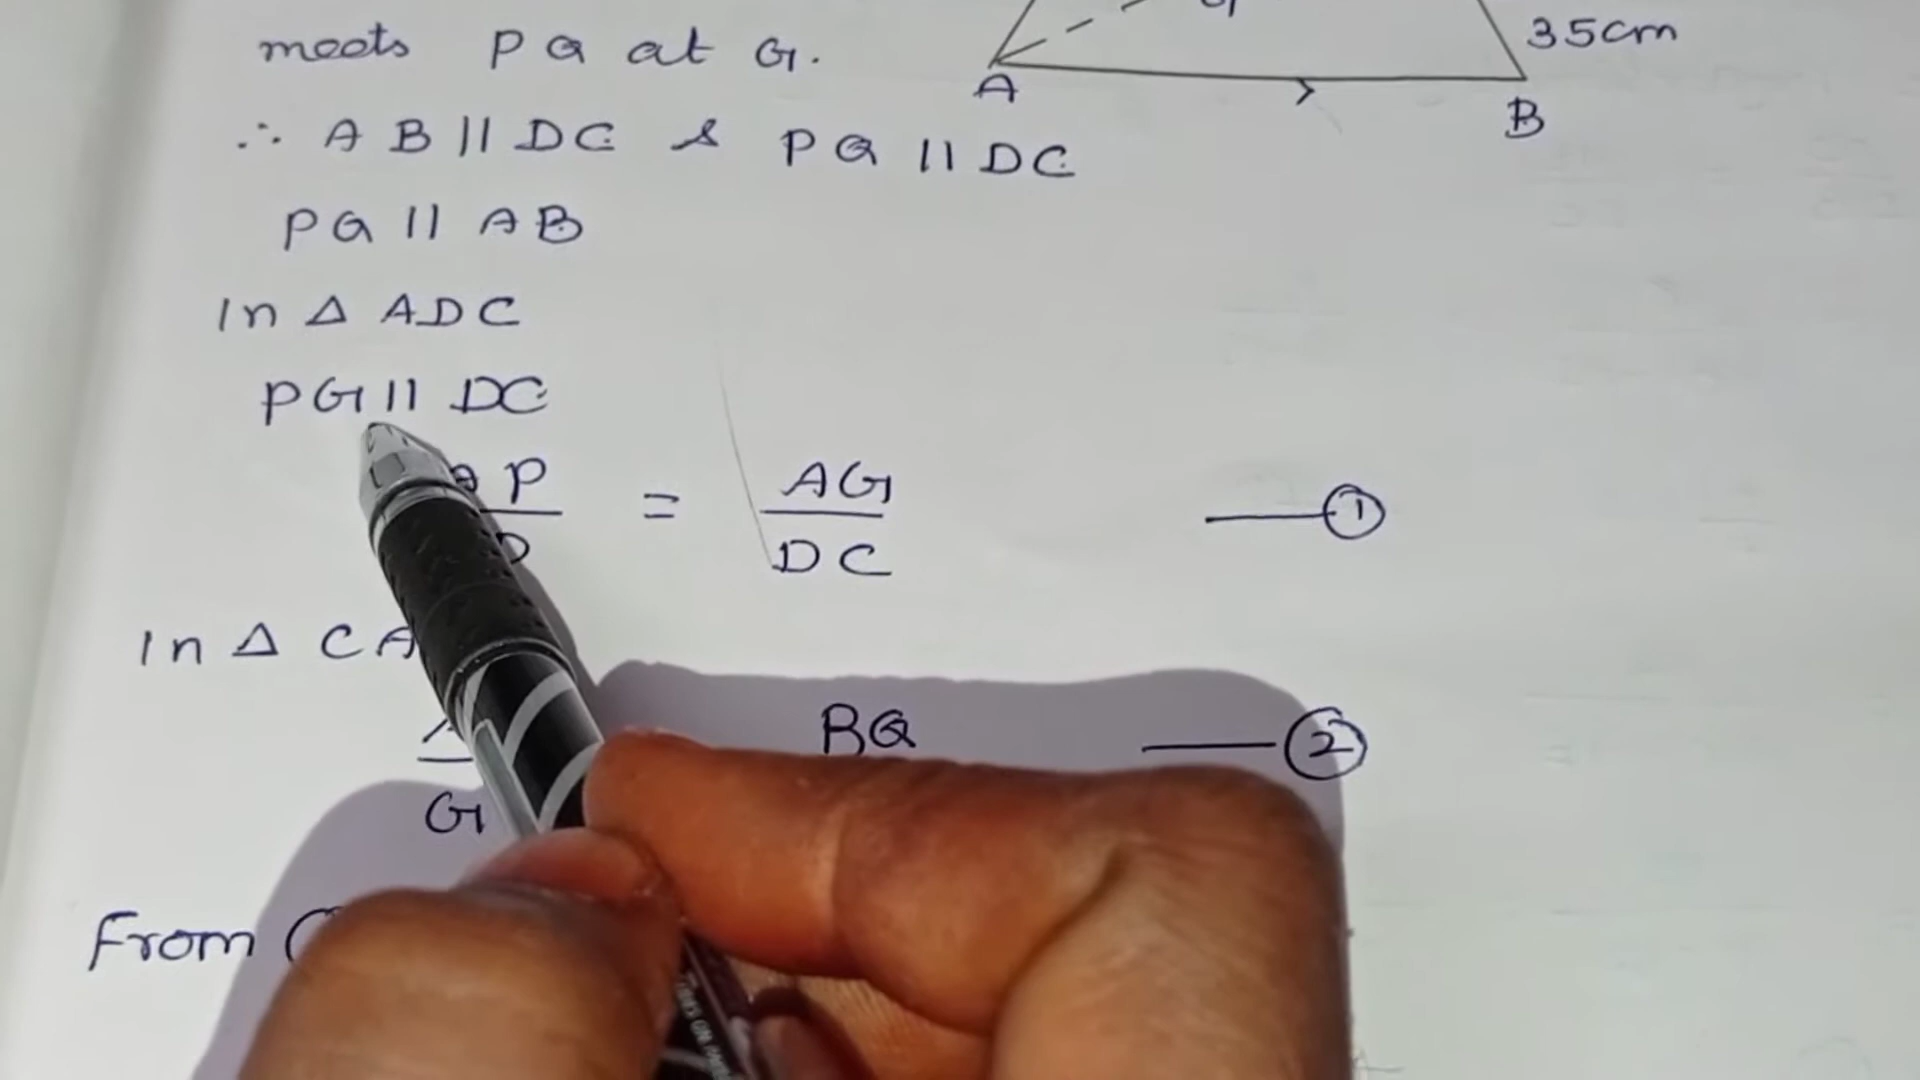 meets PQ at G.
35cm
A
B
∴ AB || DC & PQ || DC
PQ || AB
In Δ ADC
PG || DC
AP = AG —— ①
D DC
In Δ CA
BQ —— ②
G
From